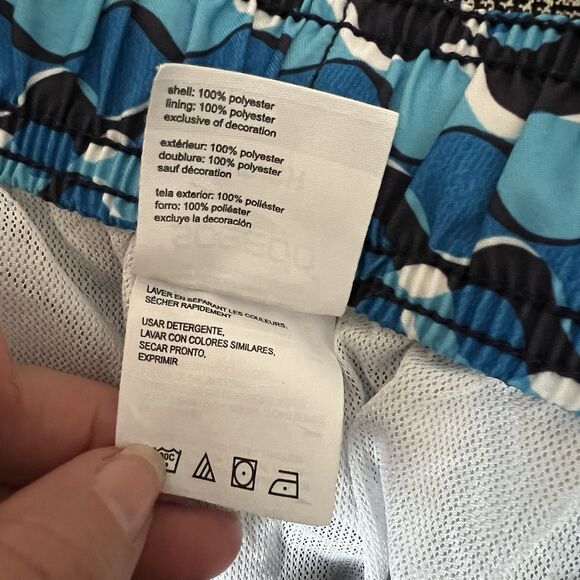 shell: 100% polyester
lining: 100% polyester
exclusive of decoration
extérieur: 100% polyester
doublure: 100% polyester
sauf décoration
tela exterior: 100% poliéster
forro: 100% poliéster
excluye la decoración
LAVER EN SÉPARANT LES COULEURS.
SÉCHER RAPIDEMENT
USAR DETERGENTE,
LAVAR CON COLORES SIMILARES,
SECAR PRONTO,
EXPRIMIR